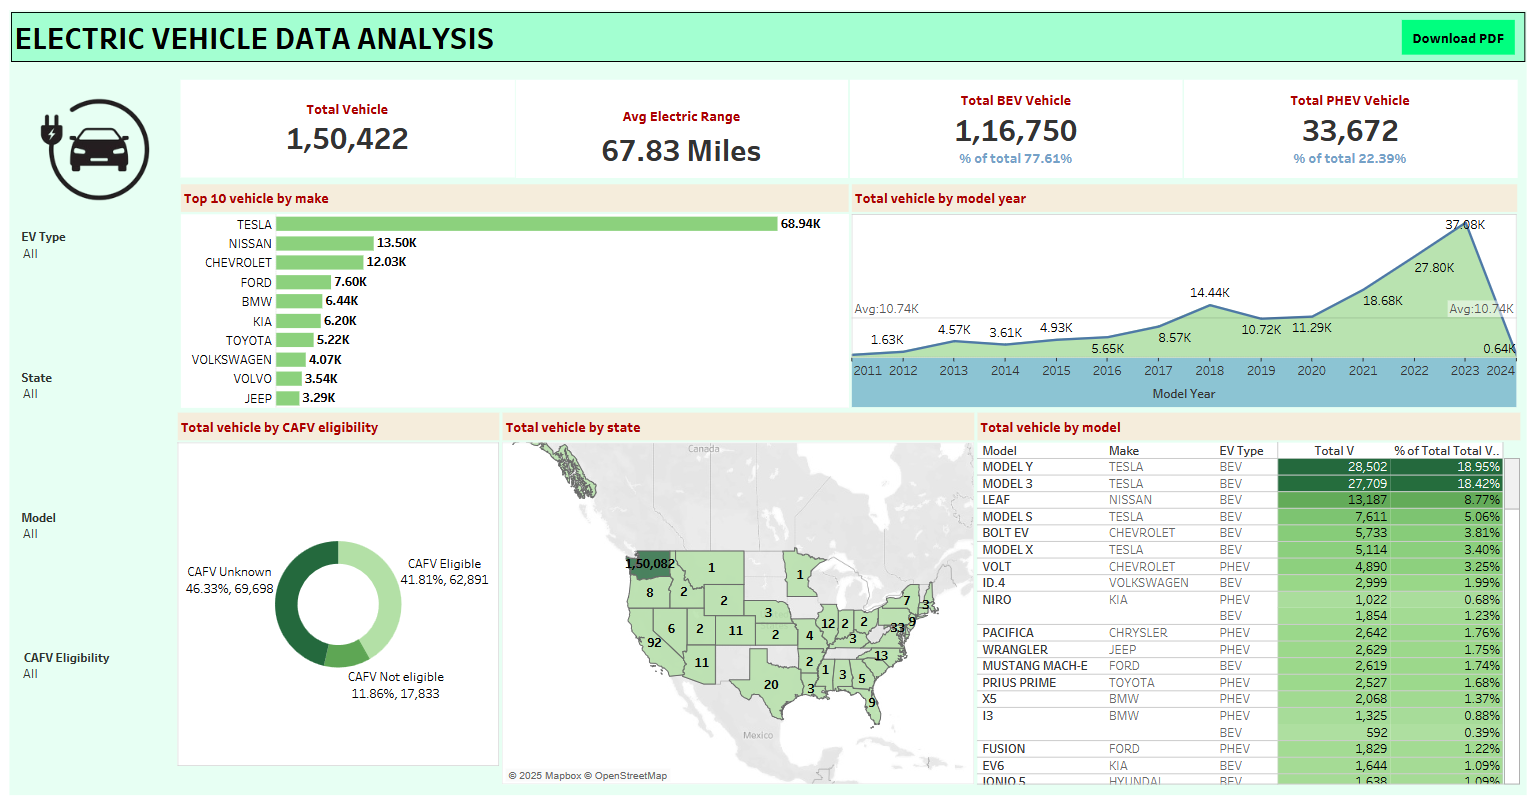 ELECTRIC VEHICLE DATA ANALYSIS
Download PDF
Total Vehicle
1,50,422
Avg Electric Range
67.83 Miles
Total BEV Vehicle
1,16,750
% of total 77.61%
Total PHEV Vehicle
33,672
% of total 22.39%
EV Type
All
State
All
Model
All
CAFV Eligibility
All
Top 10 vehicle by make
TESLA 68.94K
NISSAN 13.50K
CHEVROLET 12.03K
FORD 7.60K
BMW 6.44K
KIA 6.20K
TOYOTA 5.22K
VOLKSWAGEN 4.07K
VOLVO 3.54K
JEEP 3.29K
Total vehicle by model year
37.08K
27.80K
14.44K
18.68K
Avg:10.74K Avg:10.74K
1.63K 4.57K 3.61K 4.93K 5.65K 8.57K 10.72K 11.29K 0.64K
2011 2012 2013 2014 2015 2016 2017 2018 2019 2020 2021 2022 2023 2024
Model Year
Total vehicle by CAFV eligibility
CAFV Unknown
46.33%, 69,698
CAFV Eligible
41.81%, 62,891
CAFV Not eligible
11.86%, 17,833
Total vehicle by state
Canada
1,50,082 1 1
8 2 2 7 3
3 12 2 2 33 9
92 6 2 11 2 4 3
11 2 13
20 3 1 3 5
9
Mexico
© 2025 Mapbox © OpenStreetMap
Total vehicle by model
Model Make EV Type Total V % of Total Total V..
MODEL Y TESLA BEV 28,502 18.95%
MODEL 3 TESLA BEV 27,709 18.42%
LEAF NISSAN BEV 13,187 8.77%
MODEL S TESLA BEV 7,611 5.06%
BOLT EV CHEVROLET BEV 5,733 3.81%
MODEL X TESLA BEV 5,114 3.40%
VOLT CHEVROLET PHEV 4,890 3.25%
ID.4 VOLKSWAGEN BEV 2,999 1.99%
NIRO KIA PHEV 1,022 0.68%
BEV 1,854 1.23%
PACIFICA CHRYSLER PHEV 2,642 1.76%
WRANGLER JEEP PHEV 2,629 1.75%
MUSTANG MACH-E FORD BEV 2,619 1.74%
PRIUS PRIME TOYOTA PHEV 2,527 1.68%
X5 BMW PHEV 2,068 1.37%
I3 BMW PHEV 1,325 0.88%
BEV 592 0.39%
FUSION FORD PHEV 1,829 1.22%
EV6 KIA BEV 1,644 1.09%
IONIQ 5 HYUNDAI BEV 1,638 1.09%